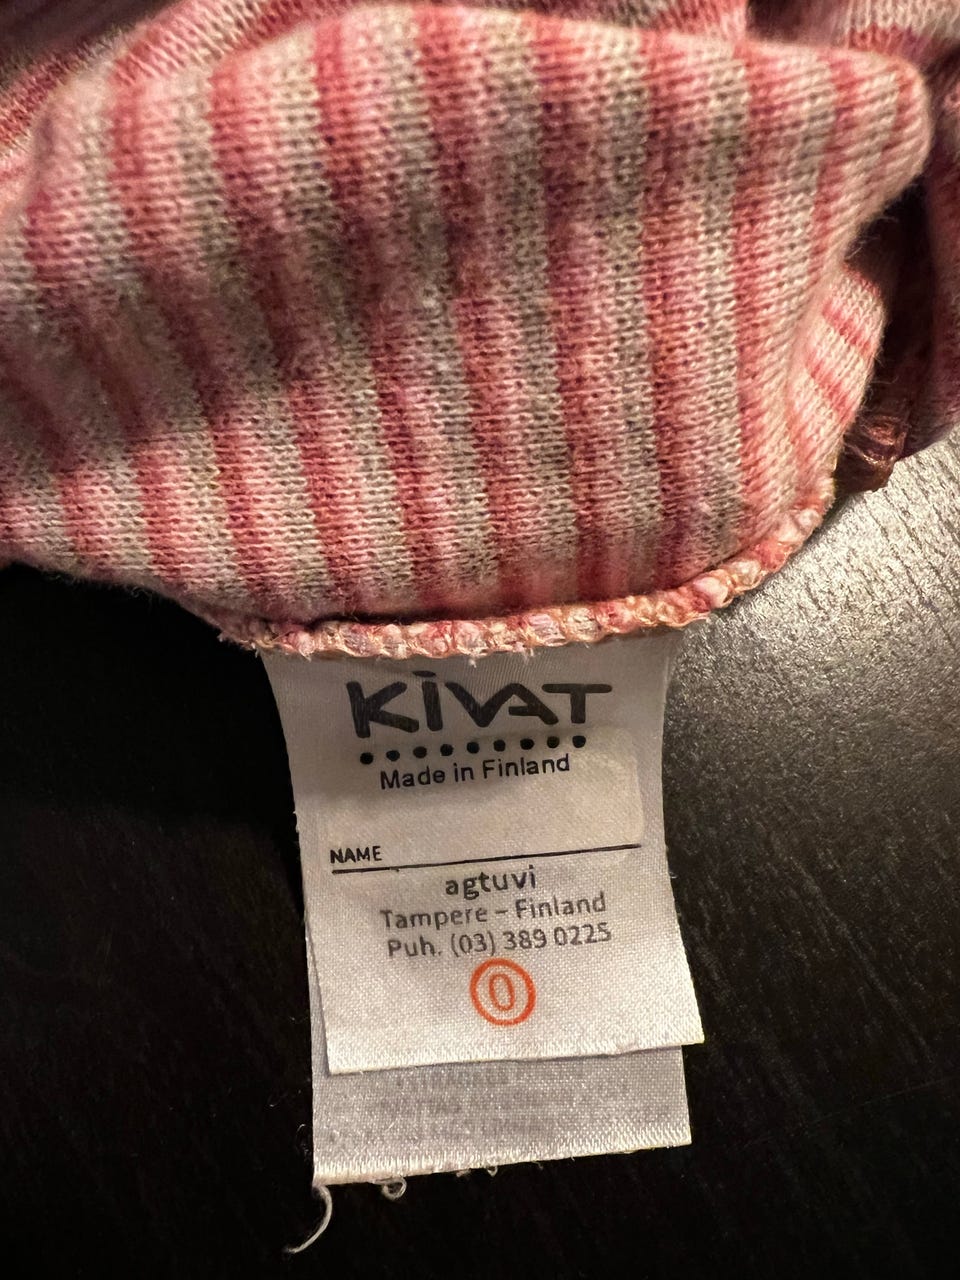 KiVAT
Made in Finland
NAME
agtuvi
Tampere – Finland
Puh. (03) 389 0225
0